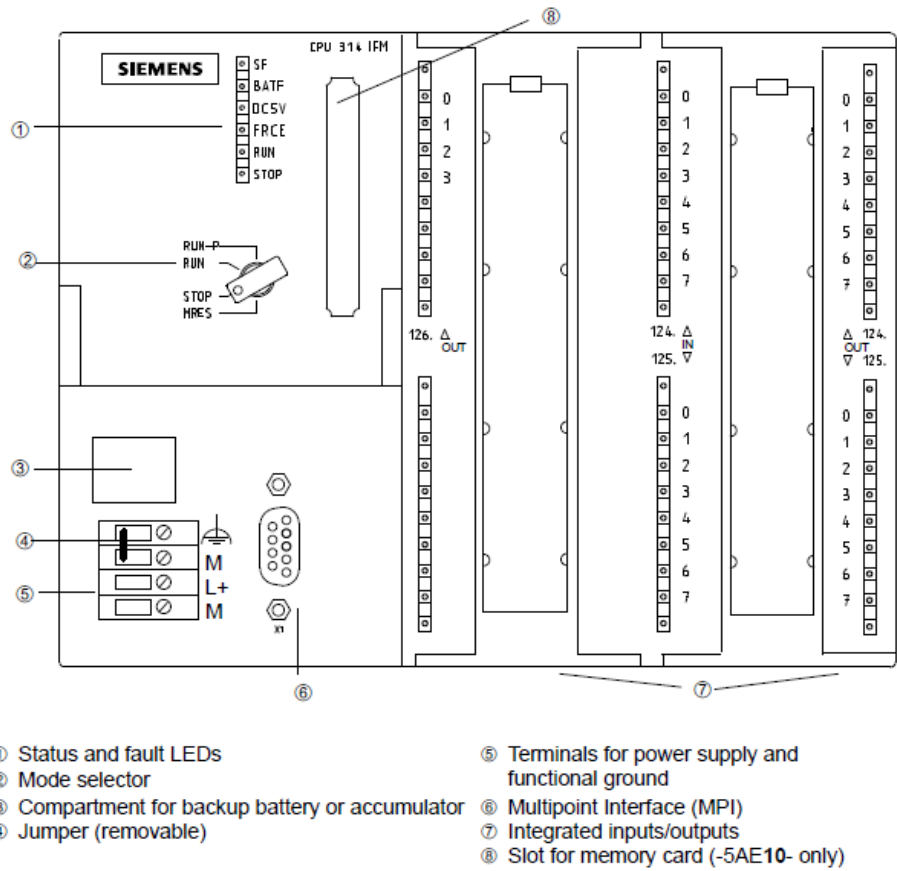 ⑧
CPU 314 IFM
SIEMENS
SF
BATF
DC5V
FRCE
RUN
STOP
①
0
1
2
3
0
1
2
3
4
5
6
7
0
1
2
3
4
5
6
7
②
RUN-P
RUN
STOP
MRES
126. △
OUT
124. △
IN
125. ▽
△ 124.
OUT
▽ 125.
0
1
2
3
4
5
6
7
0
1
2
3
4
5
6
7
③
④
⑤
M
L+
M
X1
⑥
⑦
① Status and fault LEDs
② Mode selector
③ Compartment for backup battery or accumulator
④ Jumper (removable)
⑤ Terminals for power supply and
functional ground
⑥ Multipoint Interface (MPI)
⑦ Integrated inputs/outputs
⑧ Slot for memory card (-5AE10- only)